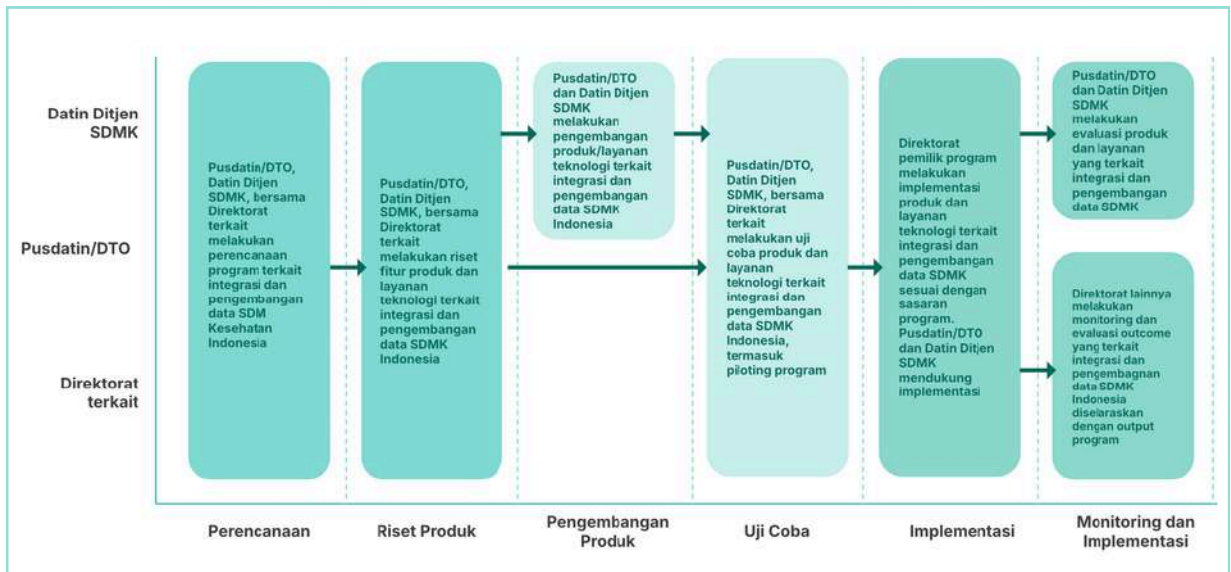 Datin Ditjen
SDMK
Pusdatin/DTO
Direktorat
terkait
Pusdatin/DTO,
Datin Ditjen
SDMK, bersama
Direktorat
terkait
melakukan
perencanaan
program terkait
integrasi dan
pengembangan
data SDM
Kesehatan
Indonesia
Pusdatin/DTO,
Datin Ditjen
SDMK, bersama
Direktorat
terkait
melakukan riset
fitur produk dan
layanan
teknologi terkait
integrasi dan
pengembangan
data SDMK
Indonesia
Pusdatin/DTO
dan Datin Ditjen
SDMK
melakukan
pengembangan
produk/layanan
teknologi terkait
integrasi dan
pengembangan
data SDMK
Indonesia
Pusdatin/DTO,
Datin Ditjen
SDMK, bersama
Direktorat
terkait
melakukan uji
coba produk dan
layanan
teknologi terkait
integrasi dan
pengembangan
data SDMK
Indonesia,
termasuk
piloting program
Direktorat
pemilik program
melakukan
implementasi
produk dan
layanan
teknologi terkait
integrasi dan
pengembangan
data SDMK
sesuai dengan
sasaran
program.
Pusdatin/DTO
dan Datin Ditjen
SDMK
mendukung
implementasi
Pusdatin/DTO
dan Datin Ditjen
SDMK
melakukan
evaluasi produk
dan layanan
yang terkait
integrasi dan
pengembangan
data SDMK
Direktorat lainnya
melakukan
monitoring dan
evaluasi outcome
yang terkait
integrasi dan
pengembagnan
data SDMK
Indonesia
diselaraskan
dengan output
program
Perencanaan
Riset Produk
Pengembangan
Produk
Uji Coba
Implementasi
Monitoring dan
Implementasi